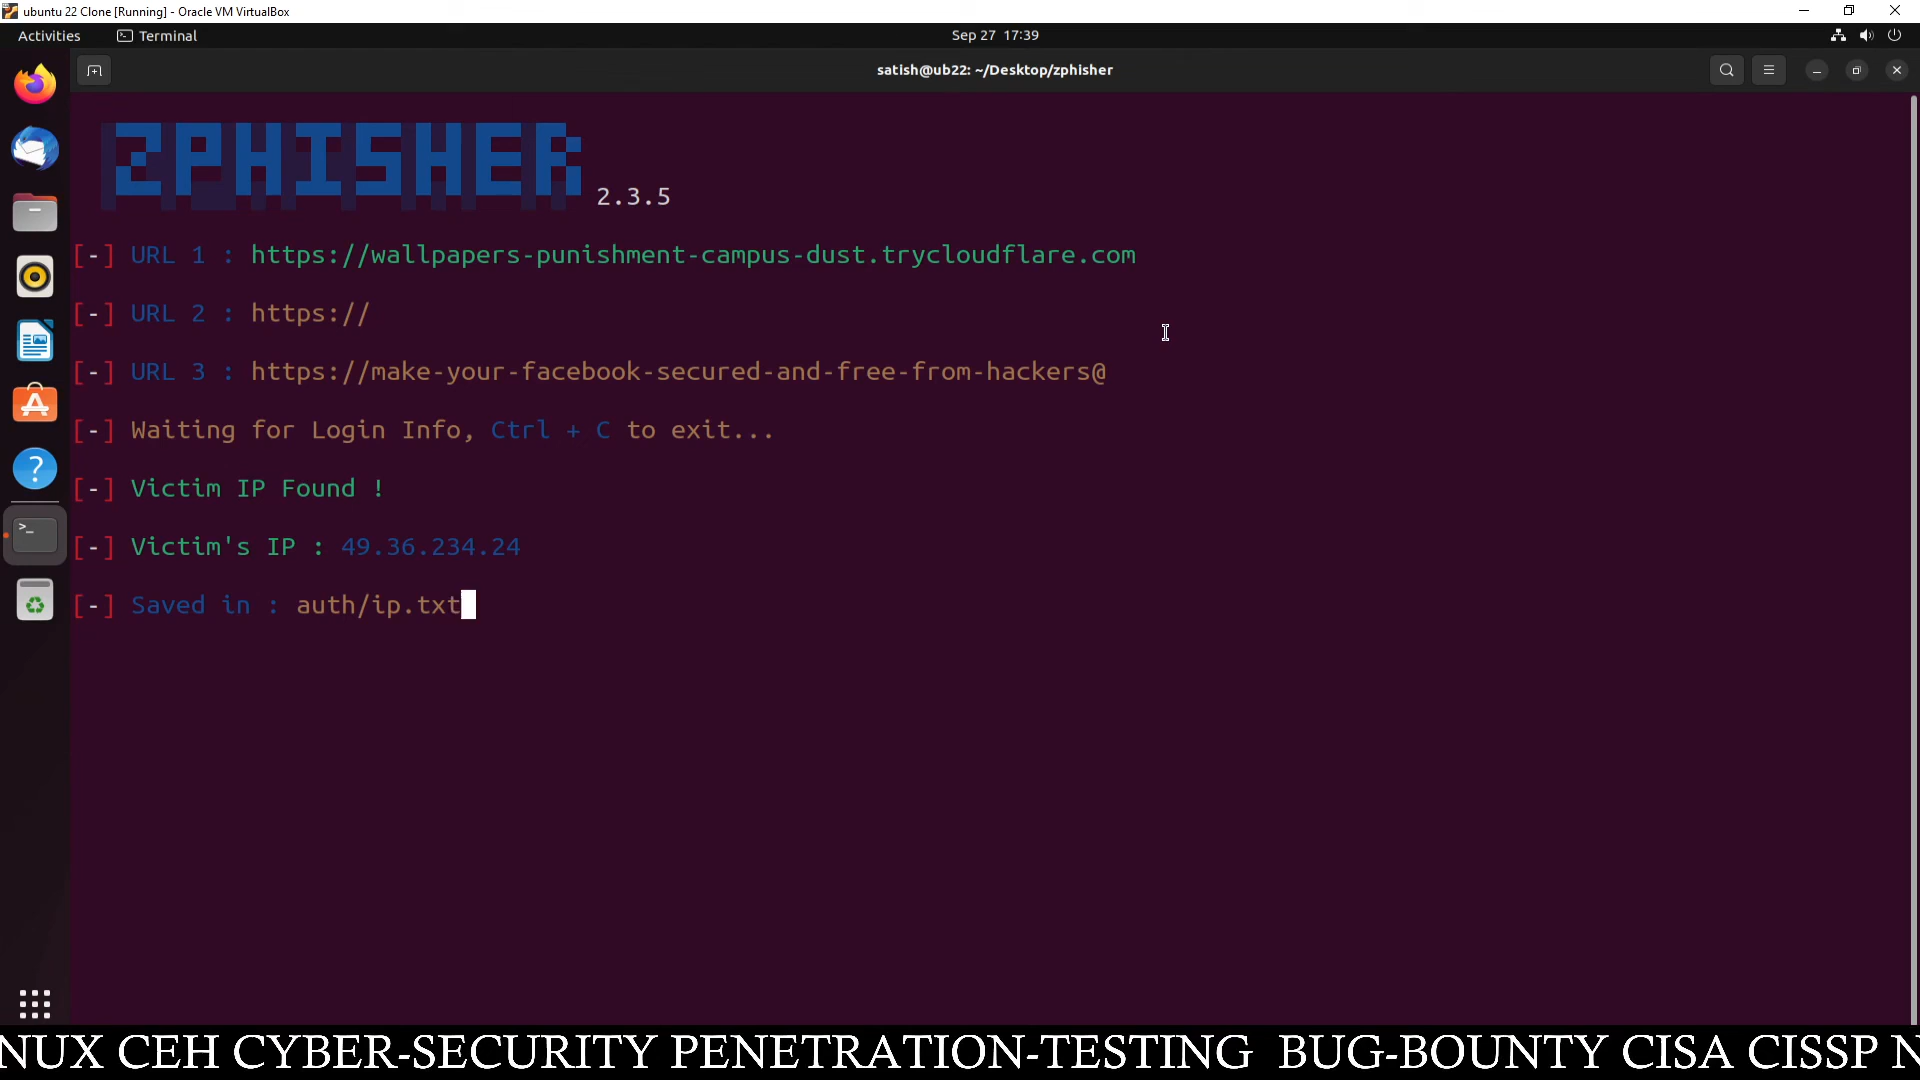 ubuntu 22 Clone [Running] - Oracle VM VirtualBox
Activities Terminal Sep 27 17:39
satish@ub22: ~/Desktop/zphisher
ZPHISHER 2.3.5
[-] URL 1 : https://wallpapers-punishment-campus-dust.trycloudflare.com
[-] URL 2 : https://
[-] URL 3 : https://make-your-facebook-secured-and-free-from-hackers@
[-] Waiting for Login Info, Ctrl + C to exit...
[-] Victim IP Found !
[-] Victim's IP : 49.36.234.24
[-] Saved in : auth/ip.txt
NUX CEH CYBER-SECURITY PENETRATION-TESTING BUG-BOUNTY CISA CISSP N